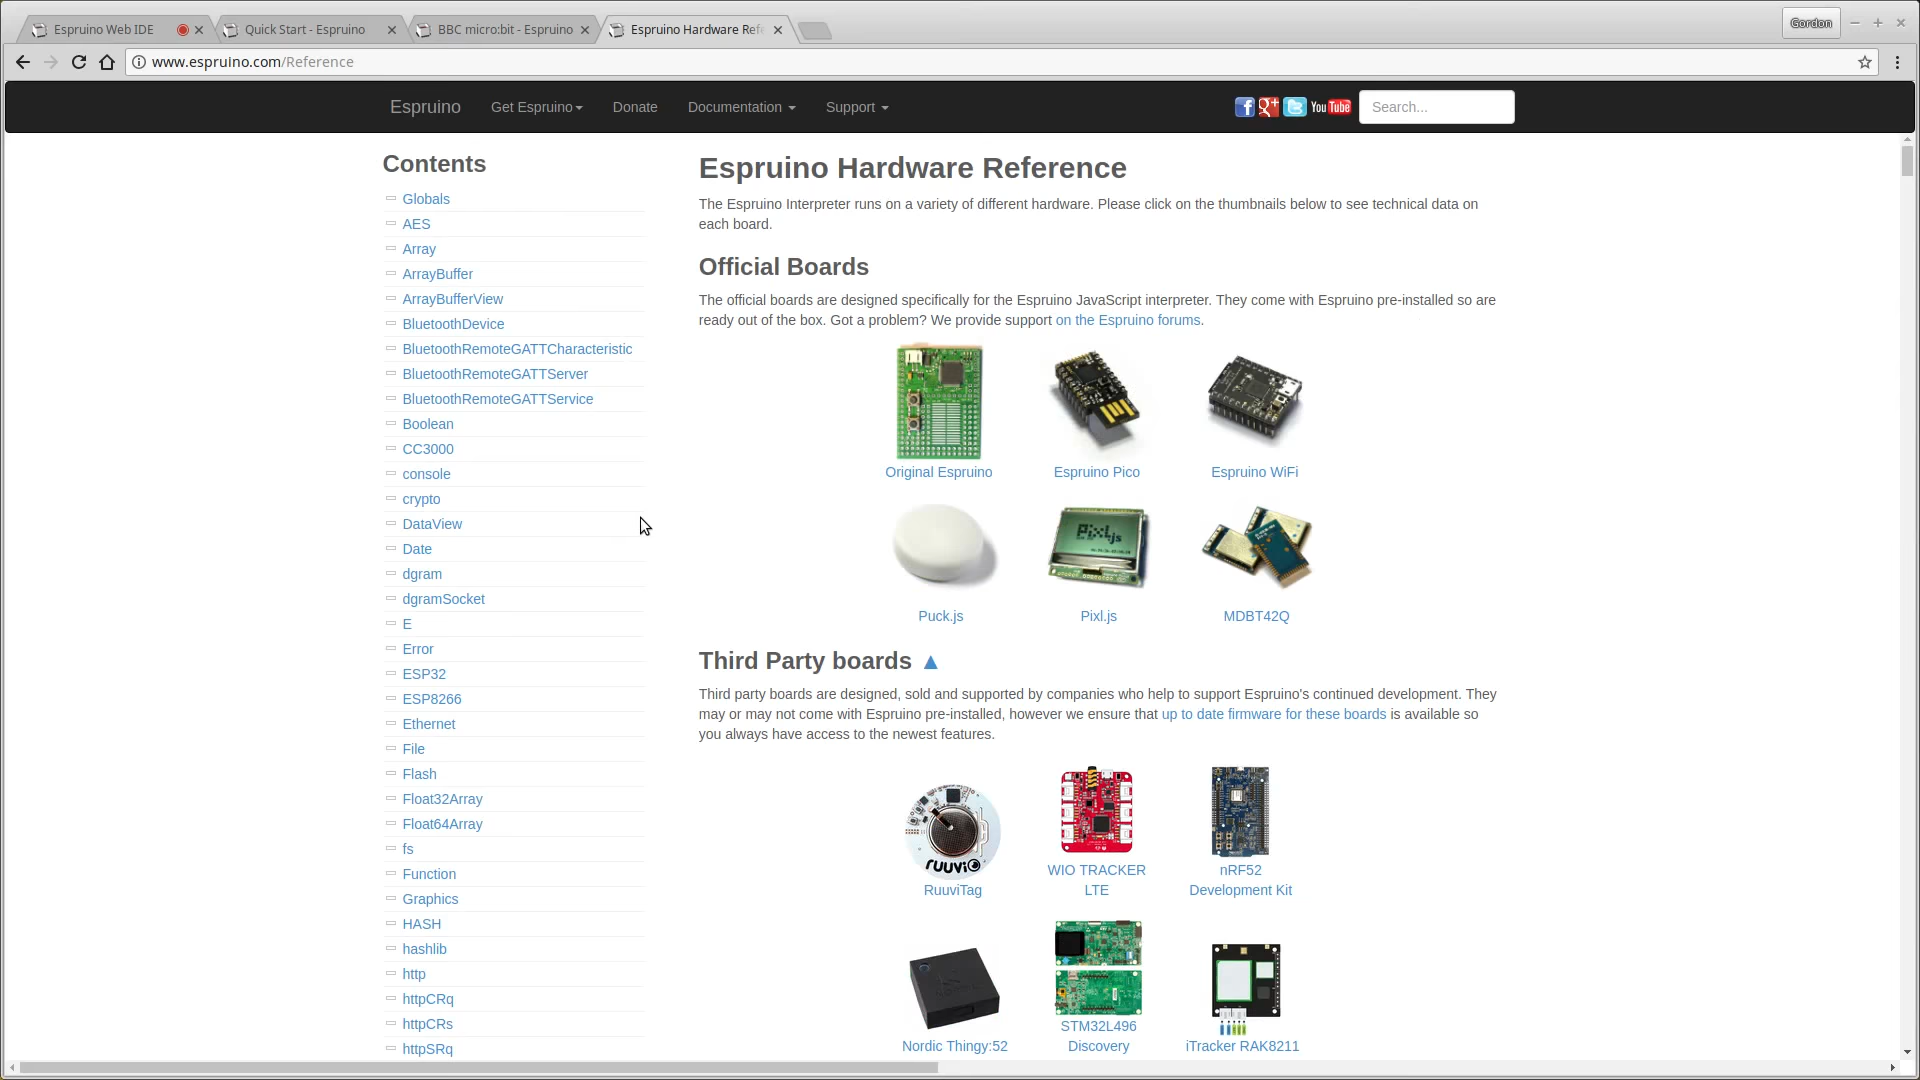 Espruino Web IDE
Quick Start - Espruino
BBC micro:bit - Espruino
Espruino Hardware Ref
Gordon
www.espruino.com/Reference
Espruino
Get Espruino
Donate
Documentation
Support
You Tube
Search...
Contents
Globals
AES
Array
ArrayBuffer
ArrayBufferView
BluetoothDevice
BluetoothRemoteGATTCharacteristic
BluetoothRemoteGATTServer
BluetoothRemoteGATTService
Boolean
CC3000
console
crypto
DataView
Date
dgram
dgramSocket
E
Error
ESP32
ESP8266
Ethernet
File
Flash
Float32Array
Float64Array
fs
Function
Graphics
HASH
hashlib
http
httpCRq
httpCRs
httpSRq
Espruino Hardware Reference
The Espruino Interpreter runs on a variety of different hardware. Please click on the thumbnails below to see technical data on
each board.
Official Boards
The official boards are designed specifically for the Espruino JavaScript interpreter. They come with Espruino pre-installed so are
ready out of the box. Got a problem? We provide support on the Espruino forums.
Original Espruino
Espruino Pico
Espruino WiFi
Pixl.js
Puck.js
Pixl.js
MDBT42Q
Third Party boards ▲
Third party boards are designed, sold and supported by companies who help to support Espruino's continued development. They
may or may not come with Espruino pre-installed, however we ensure that up to date firmware for these boards is available so
you always have access to the newest features.
ruuvi
RuuviTag
WIO TRACKER
LTE
nRF52
Development Kit
Nordic Thingy:52
STM32L496
Discovery
iTracker RAK8211